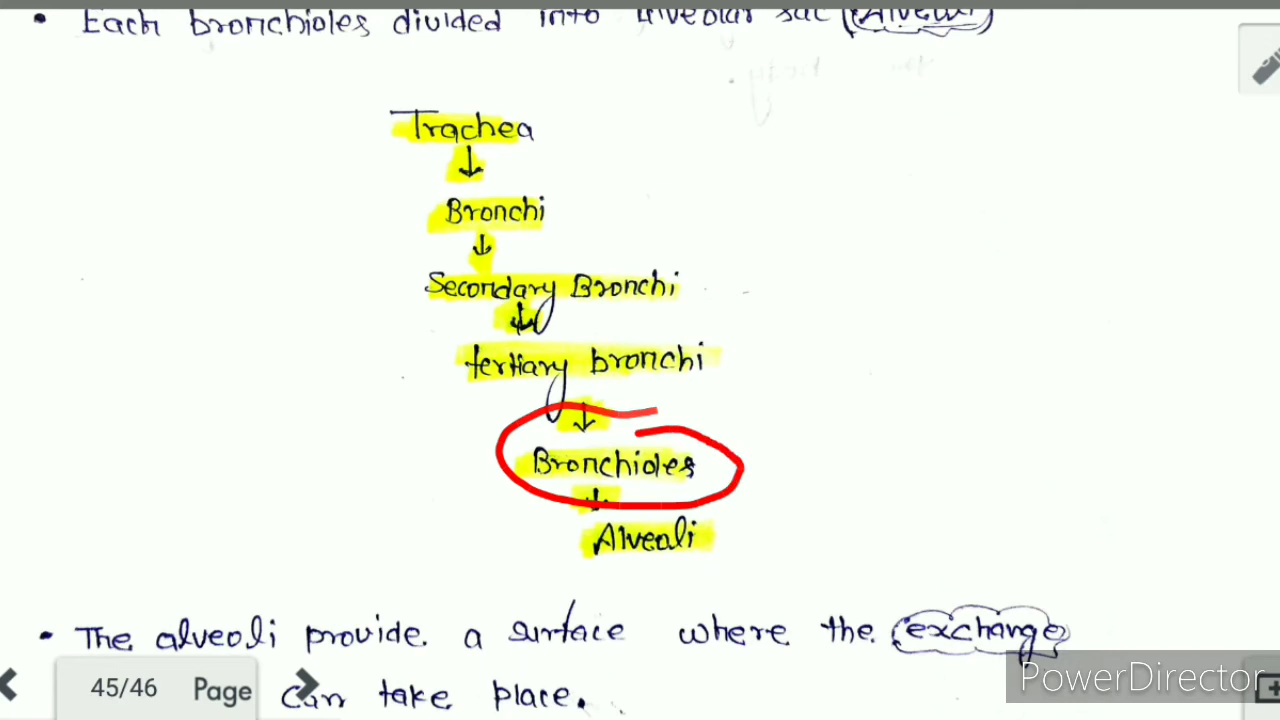 • Each bronchioles divided into Alveolar sac (Alveoli)
Trachea
↓
Bronchi
↓
Secondary Bronchi
↓
tertiary bronchi
↓
Bronchioles
↓
Alveoli
• The alveoli provide a surface where the (exchange)
can take place.
45/46 Page
PowerDirector